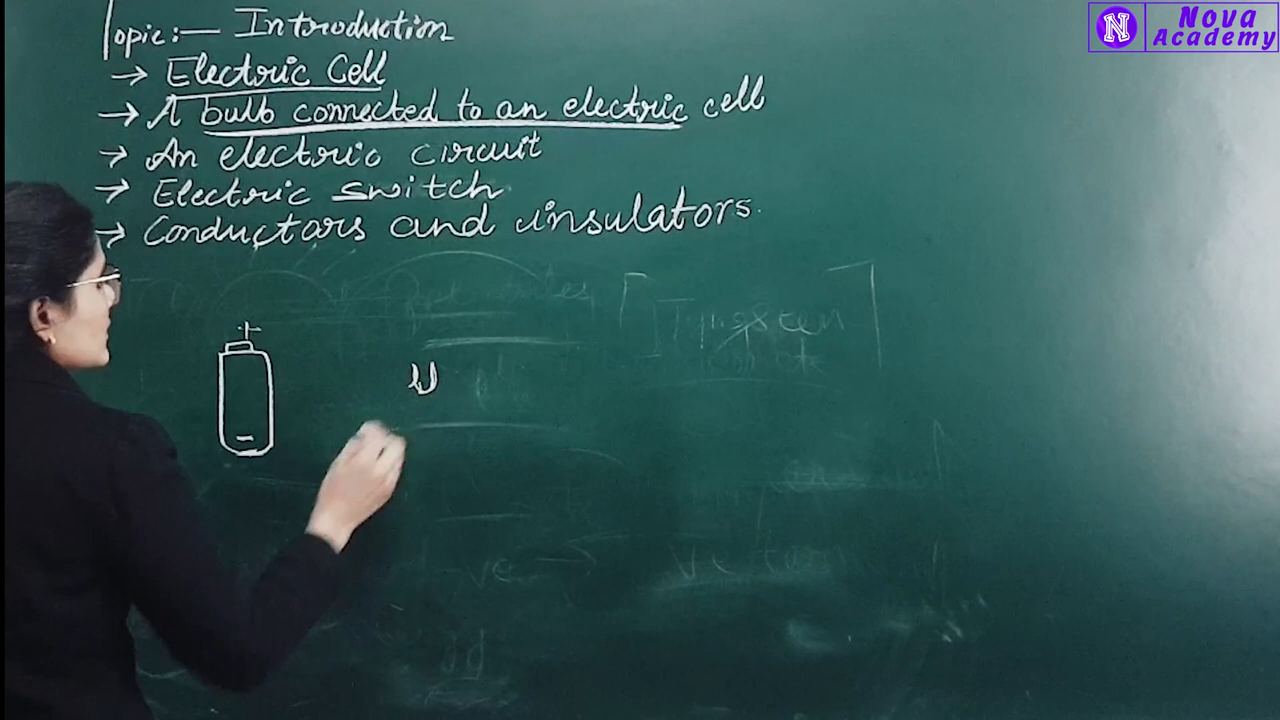 Topic:— Introduction
→ Electric Cell
→ A bulb connected to an electric cell
→ An electric circuit
→ Electric switch
→ Conductars and insulators.
+
−
N Nova
Academy